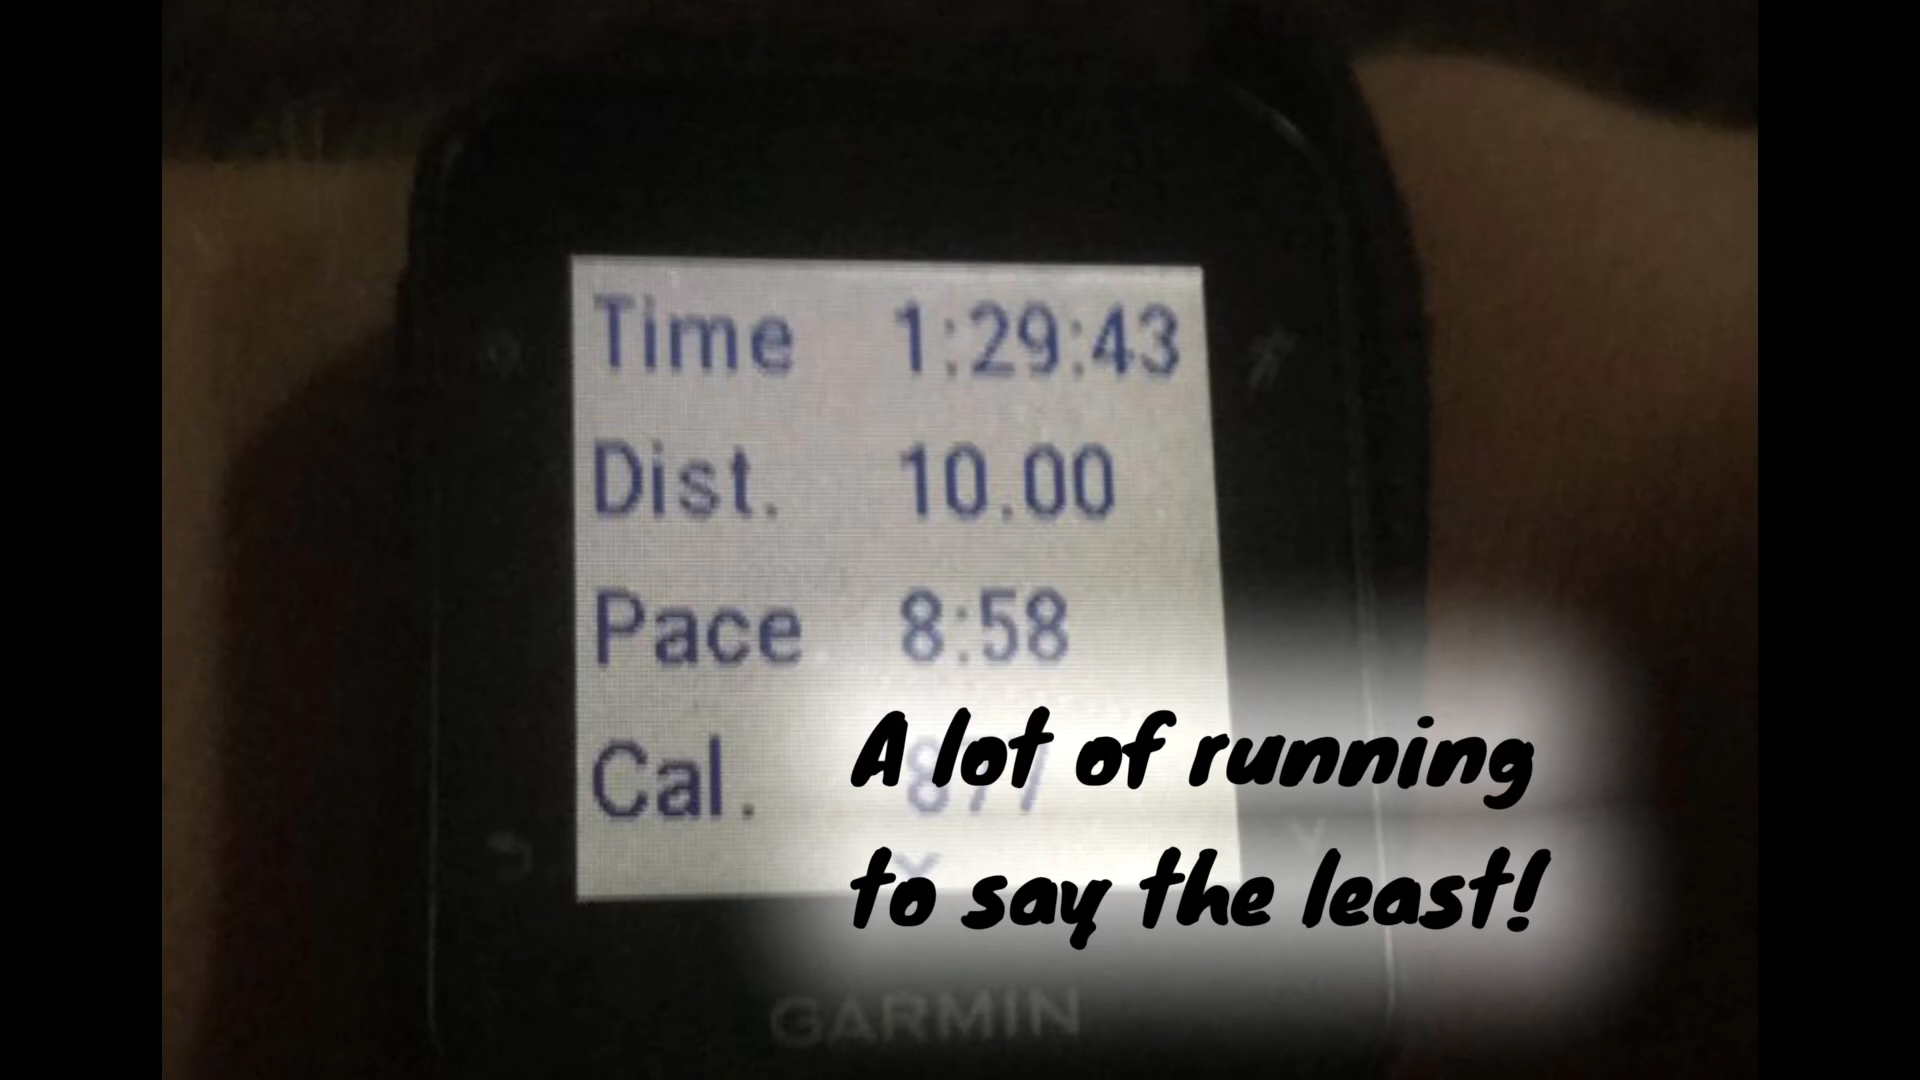 Time 1:29:43
Dist. 10.00
Pace 8:58
Cal.
A lot of running
to say the least!
GARMIN